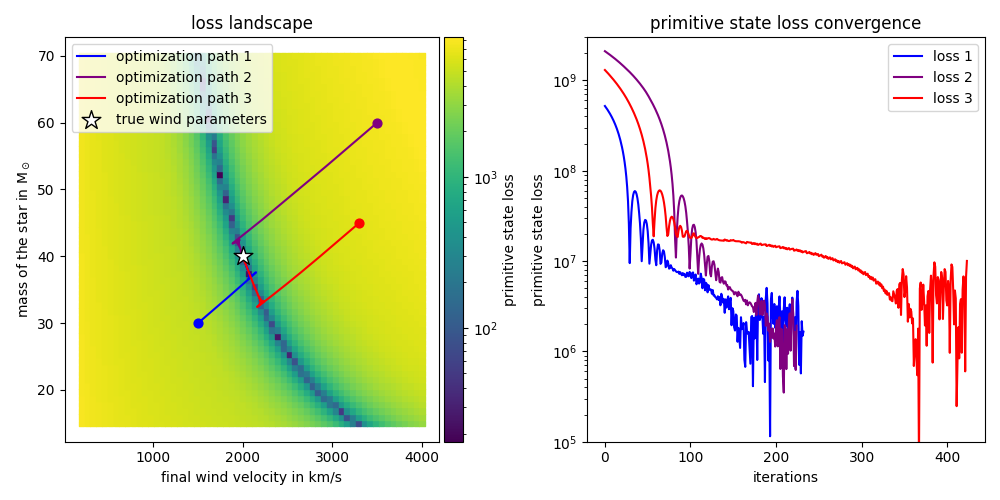 loss landscape
optimization path 1
optimization path 2
optimization path 3
true wind parameters
mass of the star in M⊙
70
60
50
40
30
20
1000
2000
3000
4000
final wind velocity in km/s
10³
10²
primitive state loss
primitive state loss convergence
loss 1
loss 2
loss 3
primitive state loss
10⁹
10⁸
10⁷
10⁶
10⁵
0
100
200
300
400
iterations